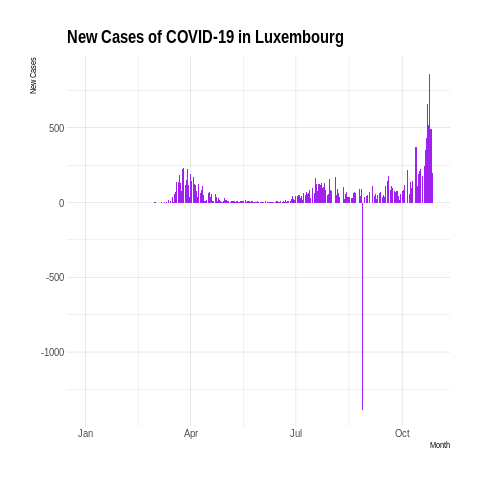 New Cases of COVID-19 in Luxembourg
New Cases
500
0
-500
-1000
Jan Apr Jul Oct
Month